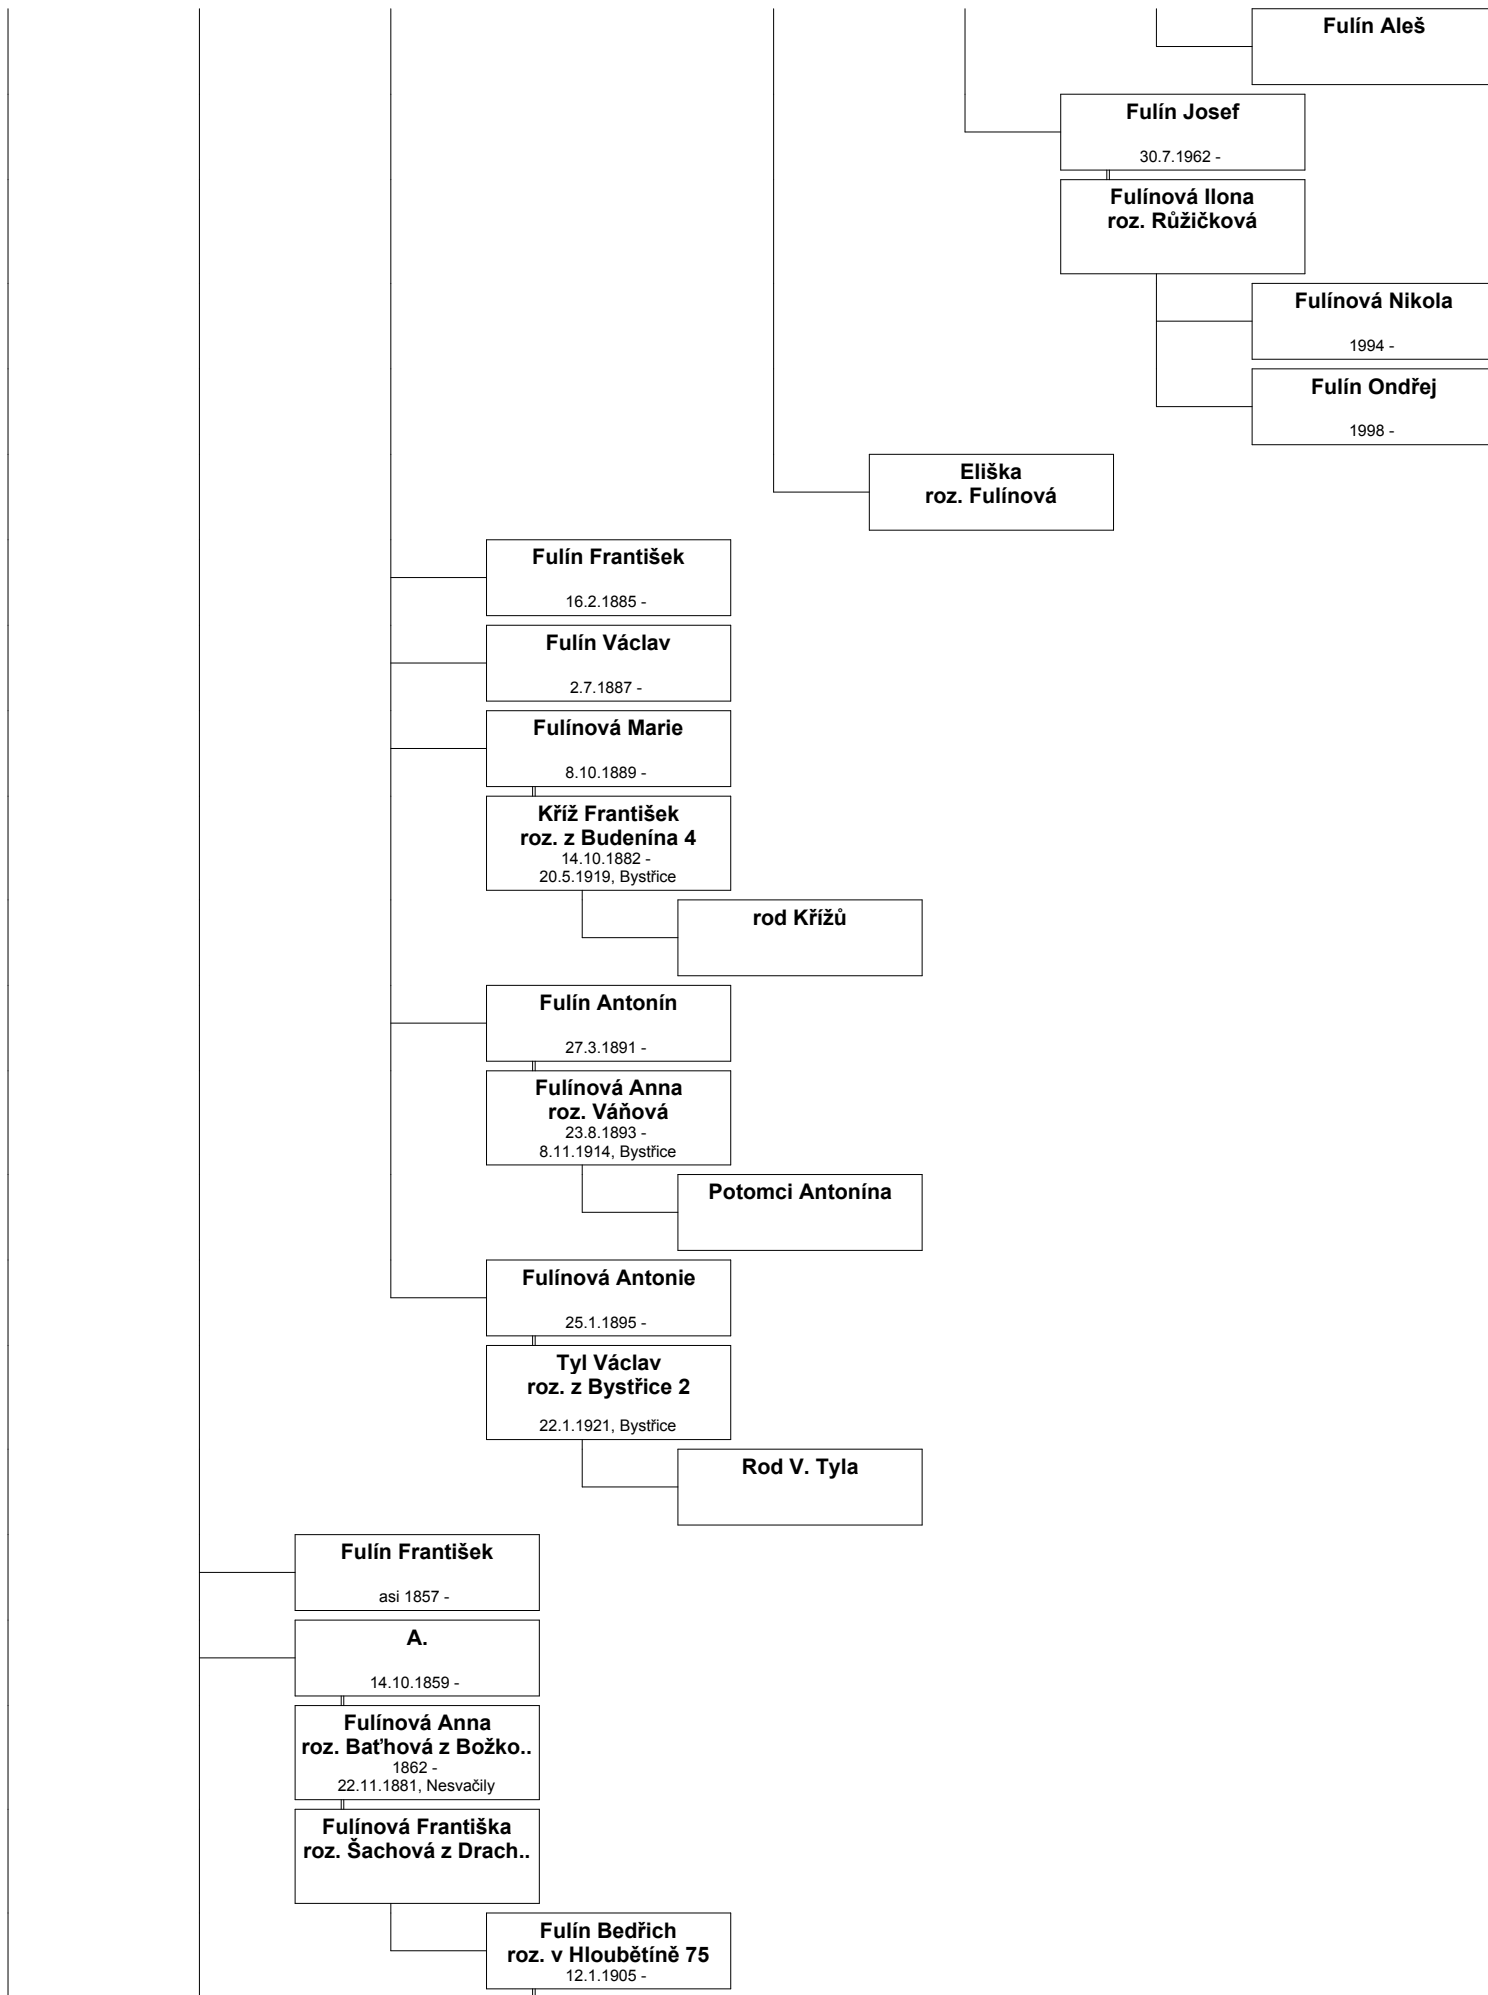 Fulín Aleš
Fulín Josef
30.7.1962 -
Fulínová Ilona
roz. Růžičková
Fulínová Nikola
1994 -
Fulín Ondřej
1998 -
Eliška
roz. Fulínová
Fulín František
16.2.1885 -
Fulín Václav
2.7.1887 -
Fulínová Marie
8.10.1889 -
Kříž František
roz. z Budenína 4
14.10.1882 -
20.5.1919, Bystřice
rod Křížů
Fulín Antonín
27.3.1891 -
Fulínová Anna
roz. Váňová
23.8.1893 -
8.11.1914, Bystřice
Potomci Antonína
Fulínová Antonie
25.1.1895 -
Tyl Václav
roz. z Bystřice 2
22.1.1921, Bystřice
Rod V. Tyla
Fulín František
asi 1857 -
A.
14.10.1859 -
Fulínová Anna
roz. Baťhová z Božko..
1862 -
22.11.1881, Nesvačily
Fulínová Františka
roz. Šachová z Drach..
Fulín Bedřich
roz. v Hloubětíně 75
12.1.1905 -